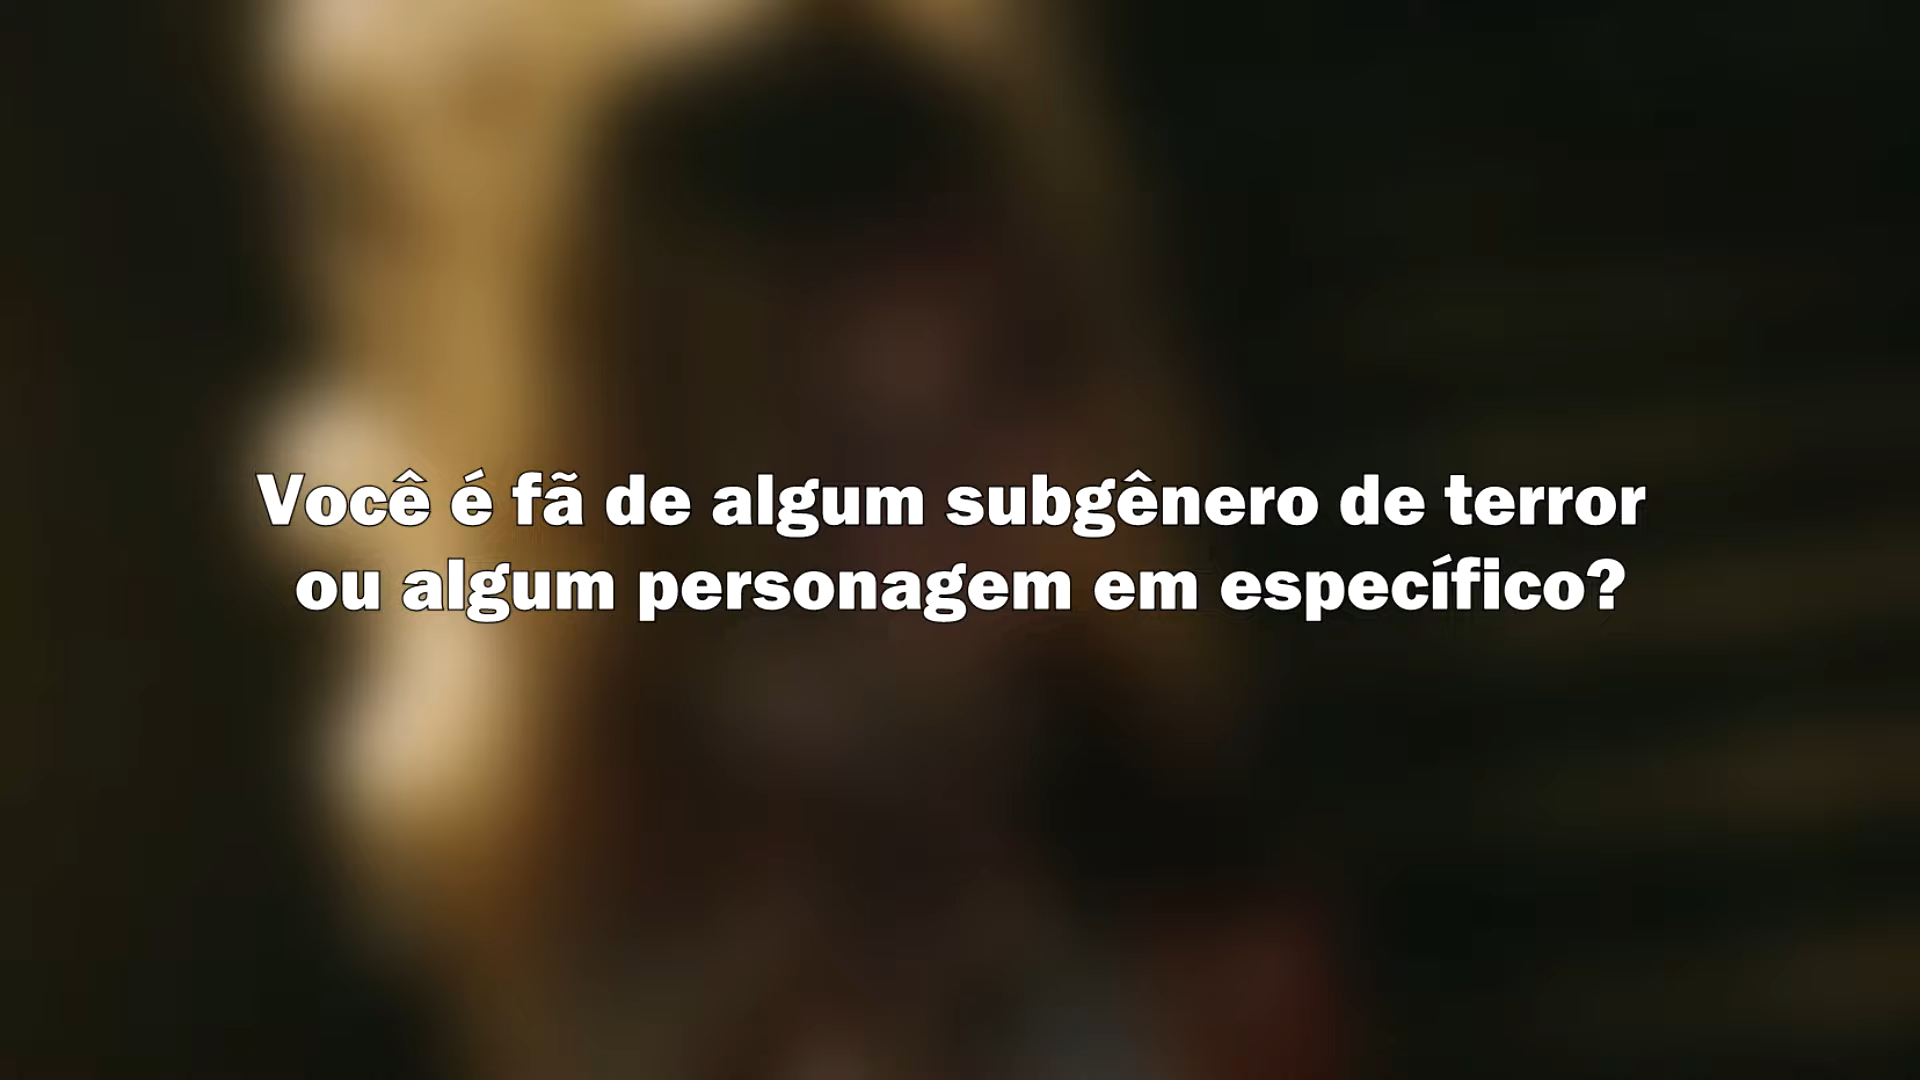 Você é fã de algum subgênero de terror
ou algum personagem em específico?